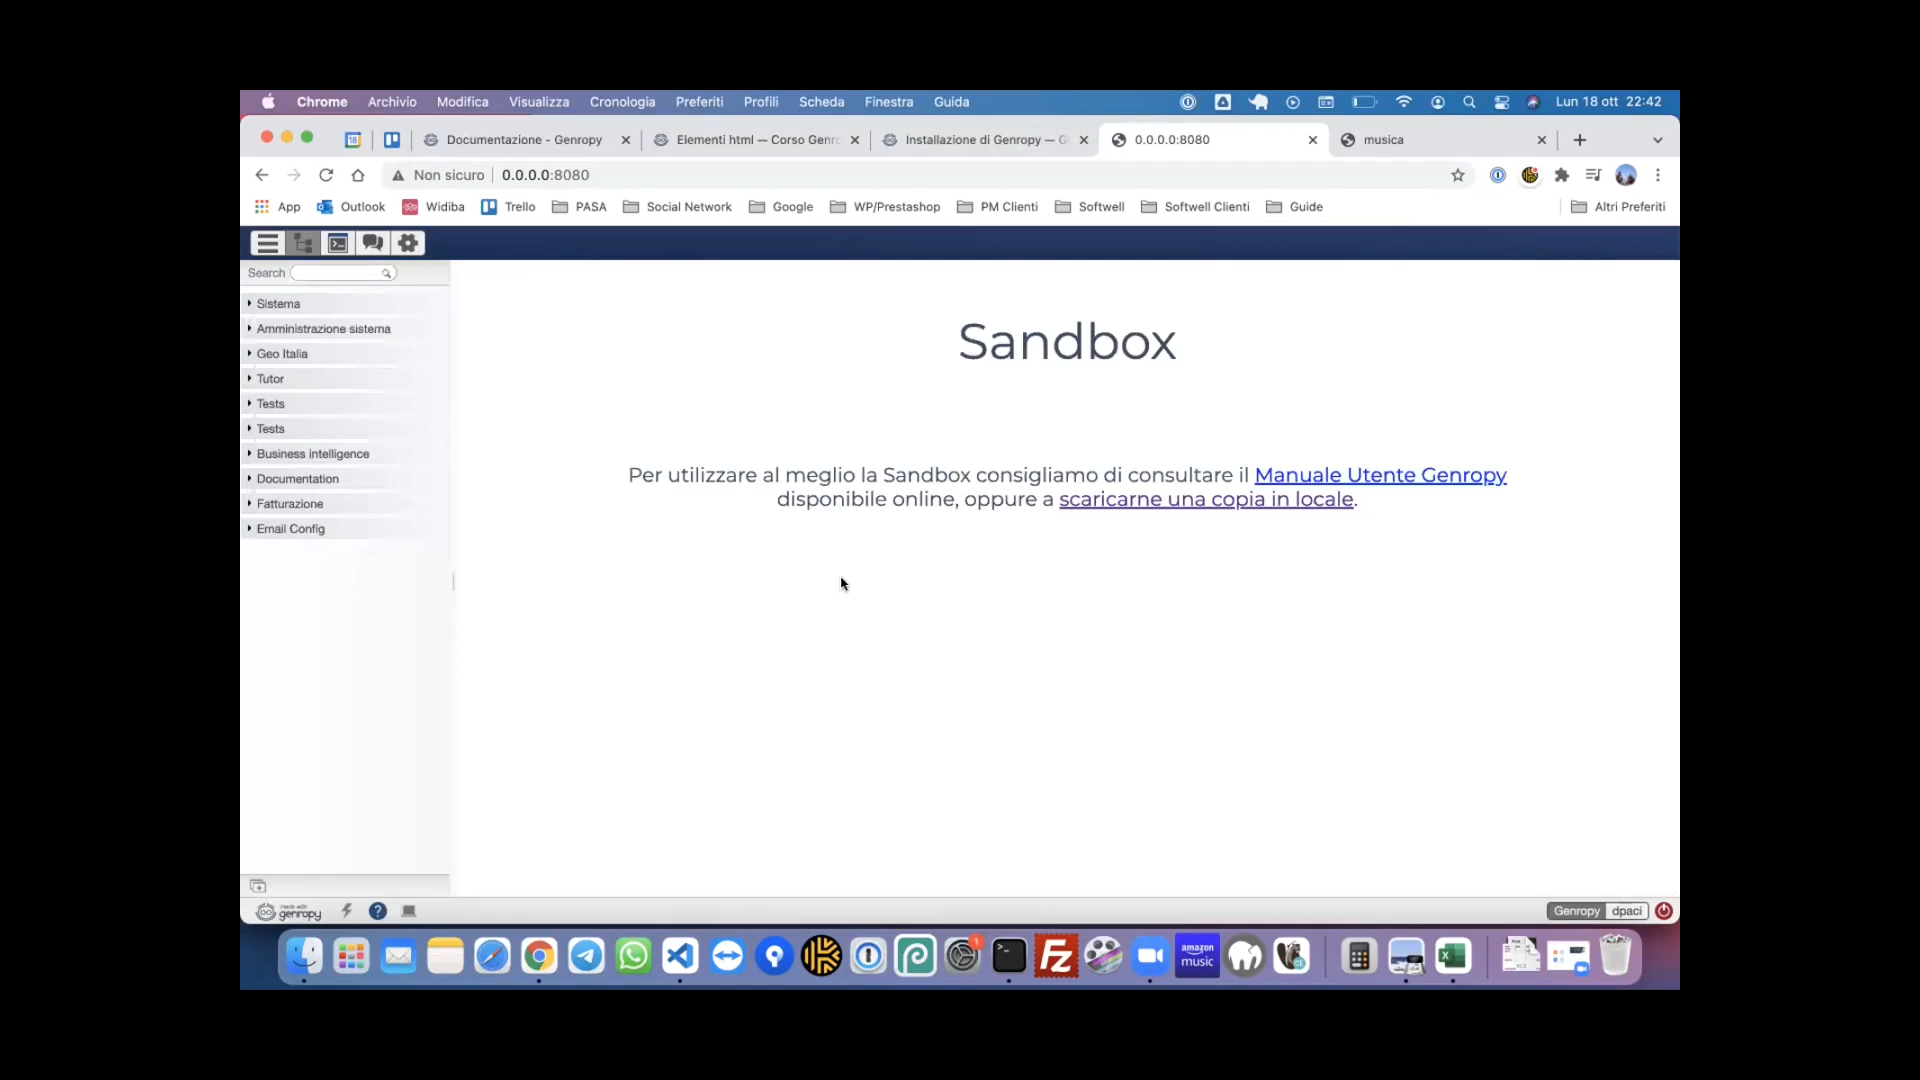 Chrome Archivio Modifica Visualizza Cronologia Preferiti Profili Scheda Finestra Guida Lun 18 ott 22:42
18 Documentazione - Genropy Elementi html — Corso Genro Installazione di Genropy — G 0.0.0.0:8080 musica
Non sicuro 0.0.0.0:8080
App Outlook Widiba Trello PASA Social Network Google WP/Prestashop PM Clienti Softwell Softwell Clienti Guide Altri Preferiti
Search
Sistema
Amministrazione sistema
Geo Italia
Tutor
Tests
Tests
Business intelligence
Documentation
Fatturazione
Email Config
Sandbox
Per utilizzare al meglio la Sandbox consigliamo di consultare il Manuale Utente Genropy
disponibile online, oppure a scaricarne una copia in locale.
made with
genropy
Genropy dpaci
1
amazon
music